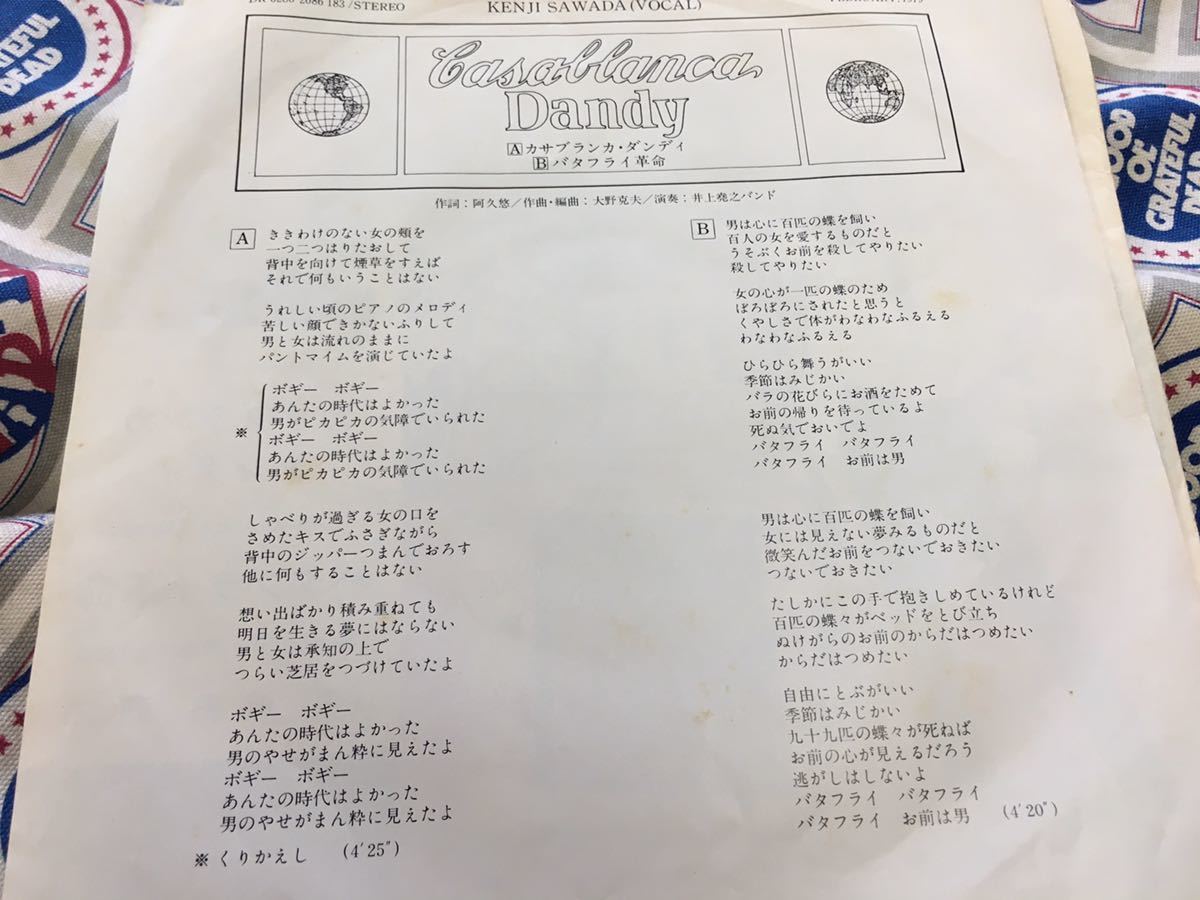 DR 6280 2086 183/STEREO
KENJI SAWADA(VOCAL)
Casablanca
Dandy
A カサブランカ・ダンディ
B バタフライ革命
作詞：阿久悠／作曲・編曲：大野克夫／演奏：井上堯之バンド
A
ききわけのない女の頬を
一つ二つはりたおして
背中を向けて煙草をすえば
それで何もいうことはない
うれしい頃のピアノのメロディ
苦しい顔できかないふりして
男と女は流れのままに
パントマイムを演じていたよ
※
ボギー　ボギー
あんたの時代はよかった
男がピカピカの気障でいられた
ボギー　ボギー
あんたの時代はよかった
男がピカピカの気障でいられた
しゃべりが過ぎる女の口を
さめたキスでふさぎながら
背中のジッパーつまんでおろす
他に何もすることはない
想い出ばかり積み重ねても
明日を生きる夢にはならない
男と女は承知の上で
つらい芝居をつづけていたよ
ボギー　ボギー
あんたの時代はよかった
男のやせがまん粋に見えたよ
ボギー　ボギー
あんたの時代はよかった
男のやせがまん粋に見えたよ
※くりかえし　(4′25″)
B
男は心に百匹の蝶を飼い
百人の女を愛するものだと
うそぶくお前を殺してやりたい
殺してやりたい
女の心が一匹の蝶のため
ぼろぼろにされたと思うと
くやしさで体がわなわなふるえる
わなわなふるえる
ひらひら舞うがいい
季節はみじかい
バラの花びらにお酒をためて
お前の帰りを待っているよ
死ぬ気でおいでよ
バタフライ　バタフライ
バタフライ　お前は男
男は心に百匹の蝶を飼い
女には見えない夢みるものだと
微笑んだお前をつないでおきたい
つないでおきたい
たしかにこの手で抱きしめているけれど
百匹の蝶々がベッドをとび立ち
ぬけがらのお前のからだはつめたい
からだはつめたい
自由にとぶがいい
季節はみじかい
九十九匹の蝶々が死ねば
お前の心が見えるだろう
逃がしはしないよ
バタフライ　バタフライ
バタフライ　お前は男　(4′20″)
GRATEFUL
DEAD
GOOD
Or
GRATEFUL